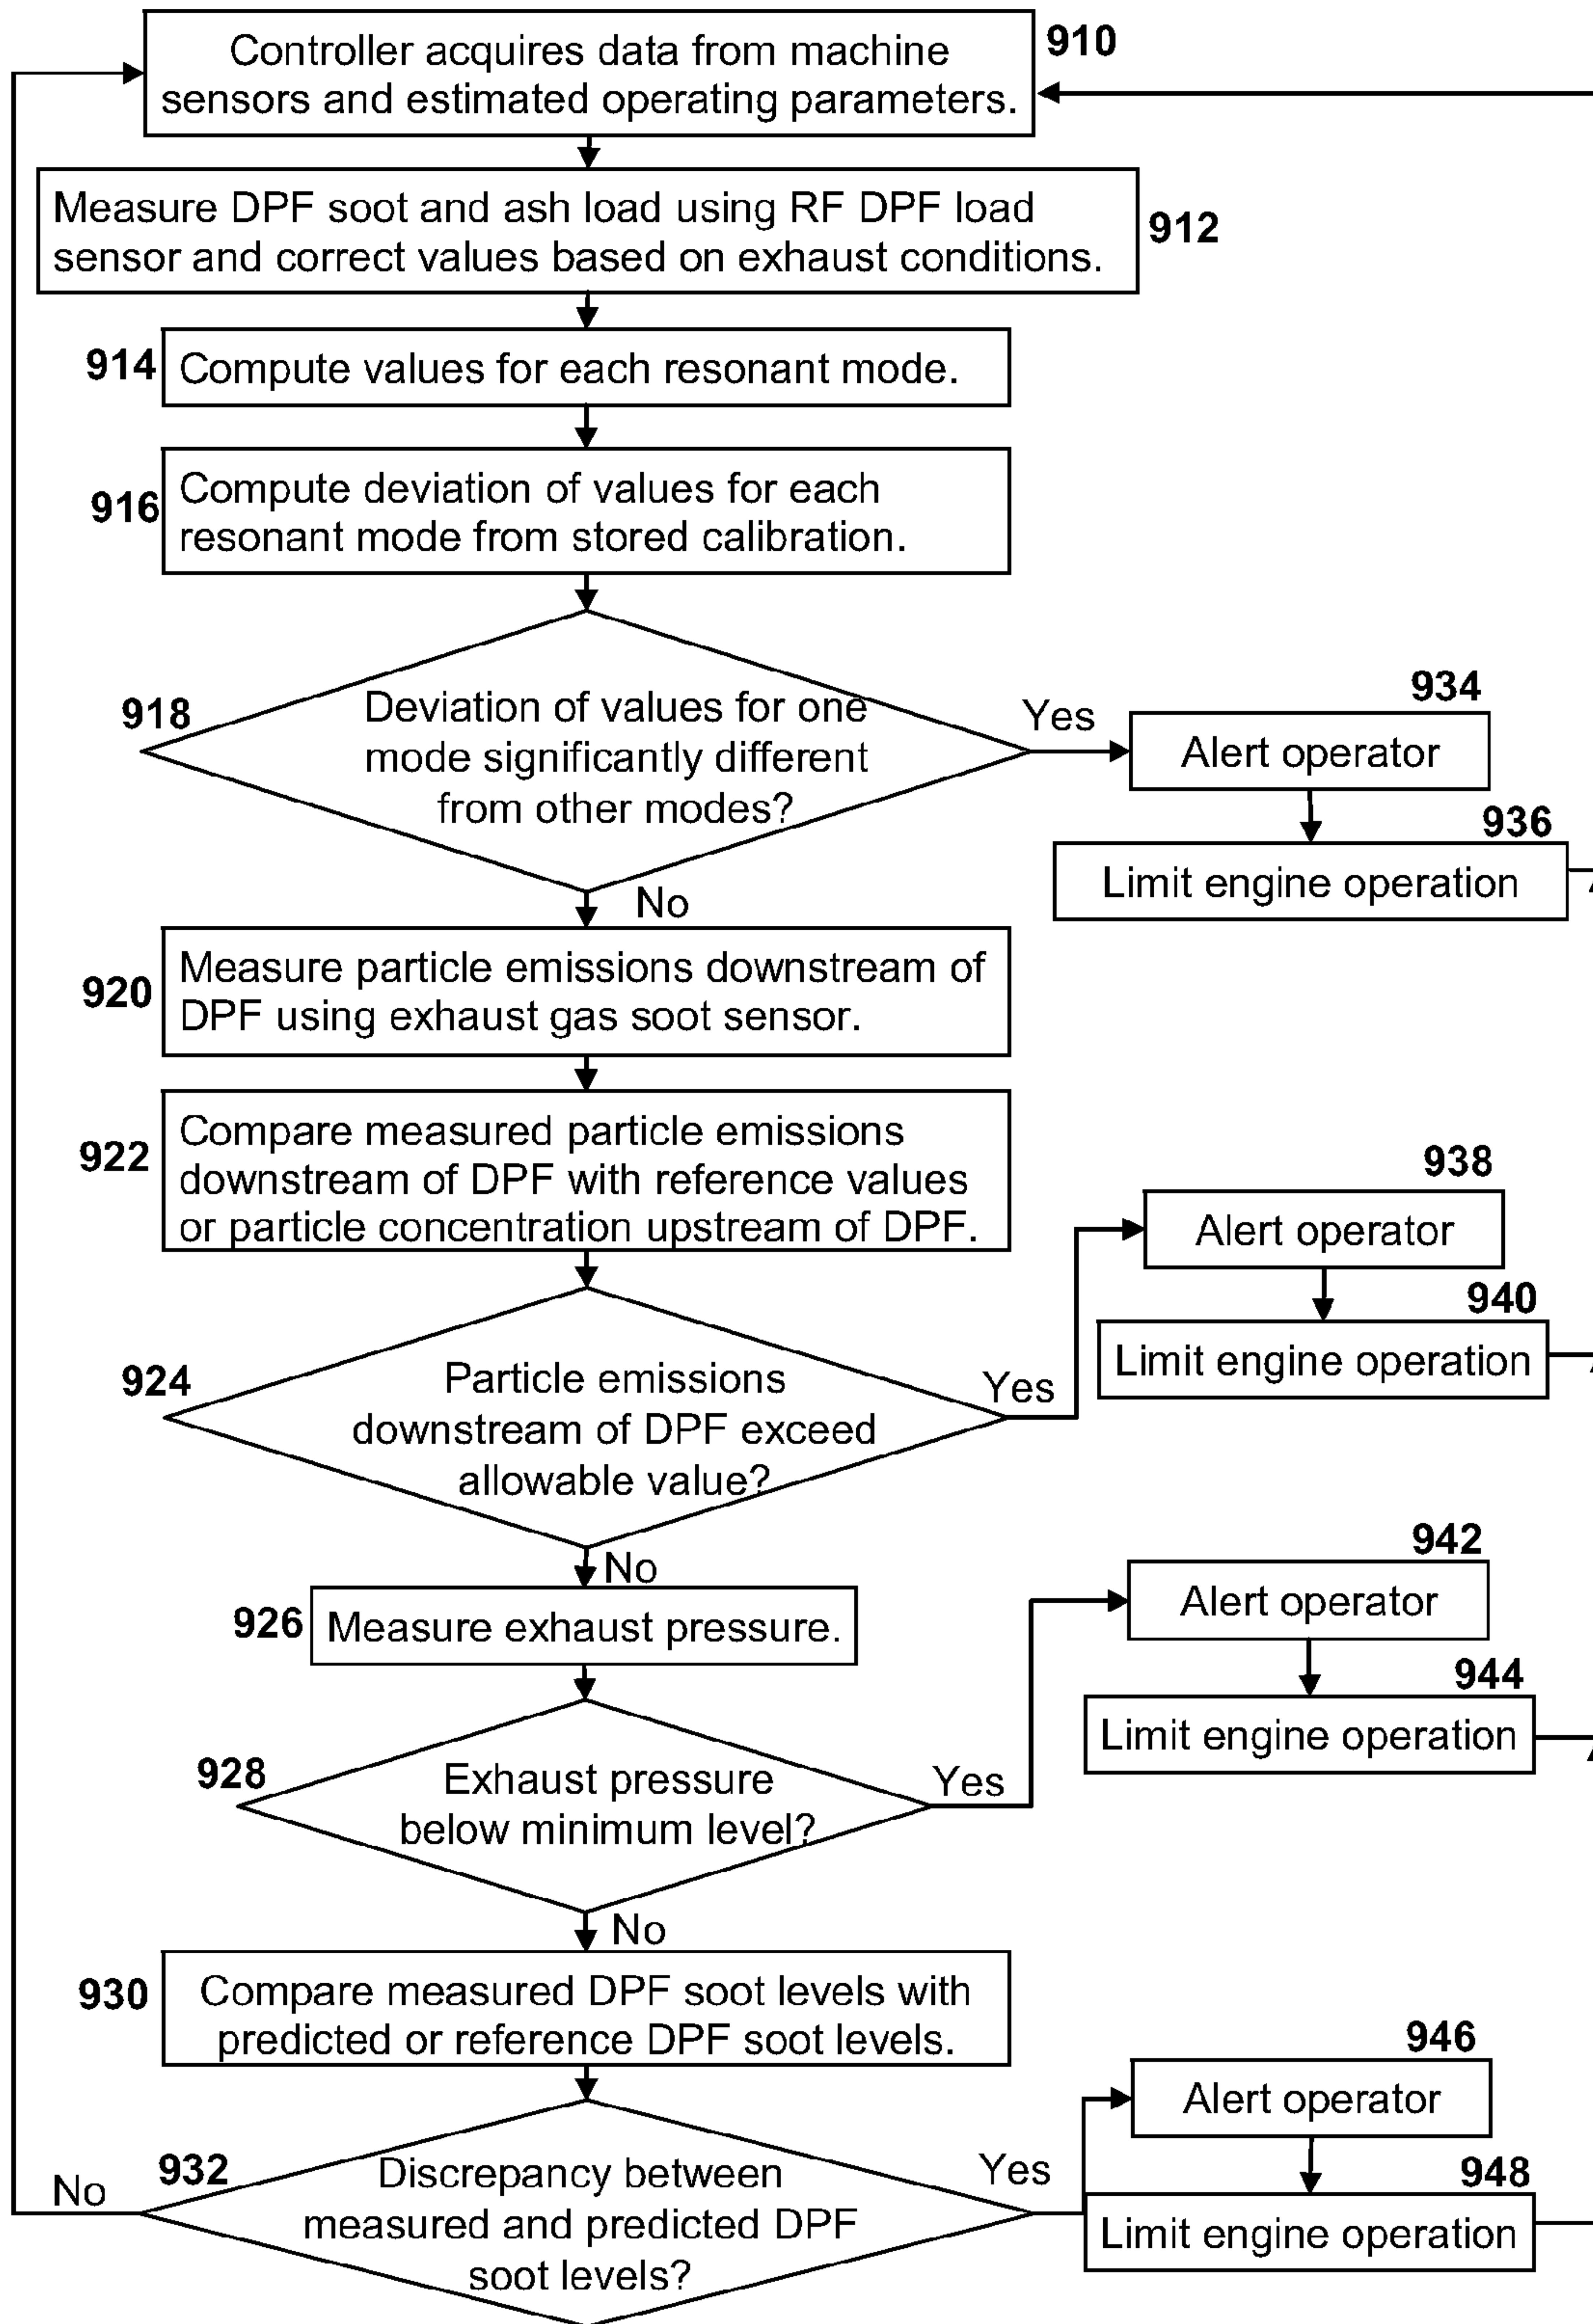 910
Controller acquires data from machine
sensors and estimated operating parameters.
Measure DPF soot and ash load using RF DPF load
sensor and correct values based on exhaust conditions.
912
914
Compute values for each resonant mode.
916
Compute deviation of values for each
resonant mode from stored calibration.
918
Deviation of values for one
mode significantly different
from other modes?
Yes
934
Alert operator
936
Limit engine operation
No
920
Measure particle emissions downstream of
DPF using exhaust gas soot sensor.
922
Compare measured particle emissions
downstream of DPF with reference values
or particle concentration upstream of DPF.
938
Alert operator
940
Limit engine operation
924
Particle emissions
downstream of DPF exceed
allowable value?
Yes
No
926
Measure exhaust pressure.
942
Alert operator
944
Limit engine operation
928
Exhaust pressure
below minimum level?
Yes
No
930
Compare measured DPF soot levels with
predicted or reference DPF soot levels.
946
Alert operator
948
Limit engine operation
932
Discrepancy between
measured and predicted DPF
soot levels?
Yes
No